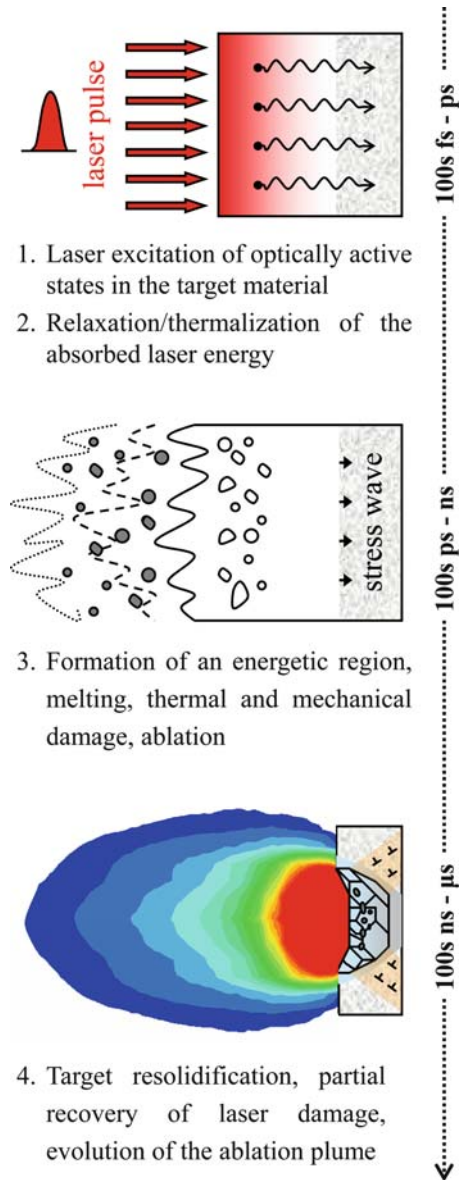 laser pulse
100s fs - ps
1. Laser excitation of optically active
states in the target material
2. Relaxation/thermalization of the
absorbed laser energy
stress wave
100s ps - ns
3. Formation of an energetic region,
melting, thermal and mechanical
damage, ablation
100s ns - µs
4. Target resolidification, partial
recovery of laser damage,
evolution of the ablation plume